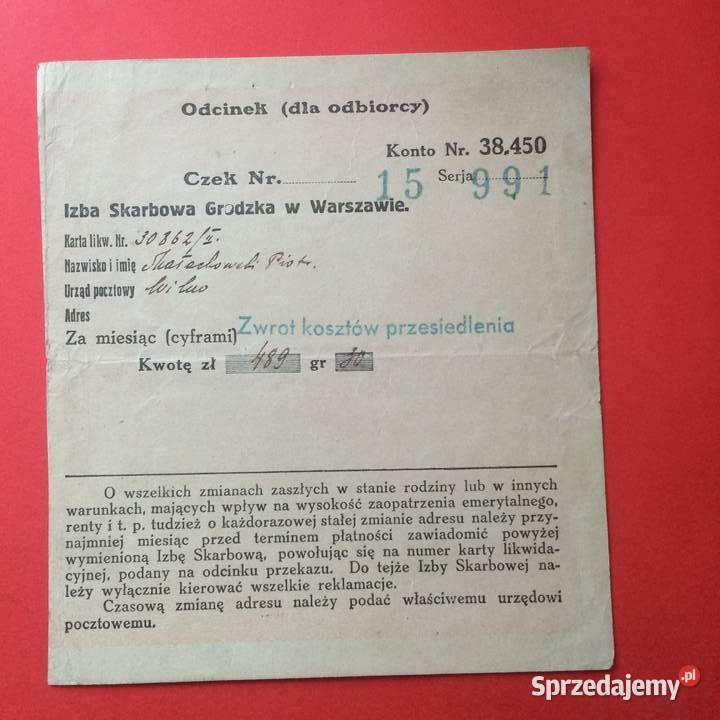 Odcinek (dla odbiorcy)
Konto Nr. 38.450
Czek Nr. 15 Serja 991
Izba Skarbowa Grodzka w Warszawie.
Karta likw. Nr. 30862/II.
Nazwisko i imię Małachowski Piotr.
Urząd pocztowy Wilno
Adres
Za miesiąc (cyframi) Zwrot kosztów przesiedlenia
Kwotę zł 489 gr 30
O wszelkich zmianach zaszłych w stanie rodziny lub w innych
warunkach, mających wpływ na wysokość zaopatrzenia emerytalnego,
renty i t. p. tudzież o każdorazowej stałej zmianie adresu należy przy-
najmniej miesiąc przed terminem płatności zawiadomić powyżej
wymienioną Izbę Skarbową, powołując się na numer karty likwida-
cyjnej, podany na odcinku przekazu. Do tejże Izby Skarbowej na-
leży wyłącznie kierować wszelkie reklamacje.
Czasową zmianę adresu należy podać właściwemu urzędowi
pocztowemu.
Sprzedajemy.pl